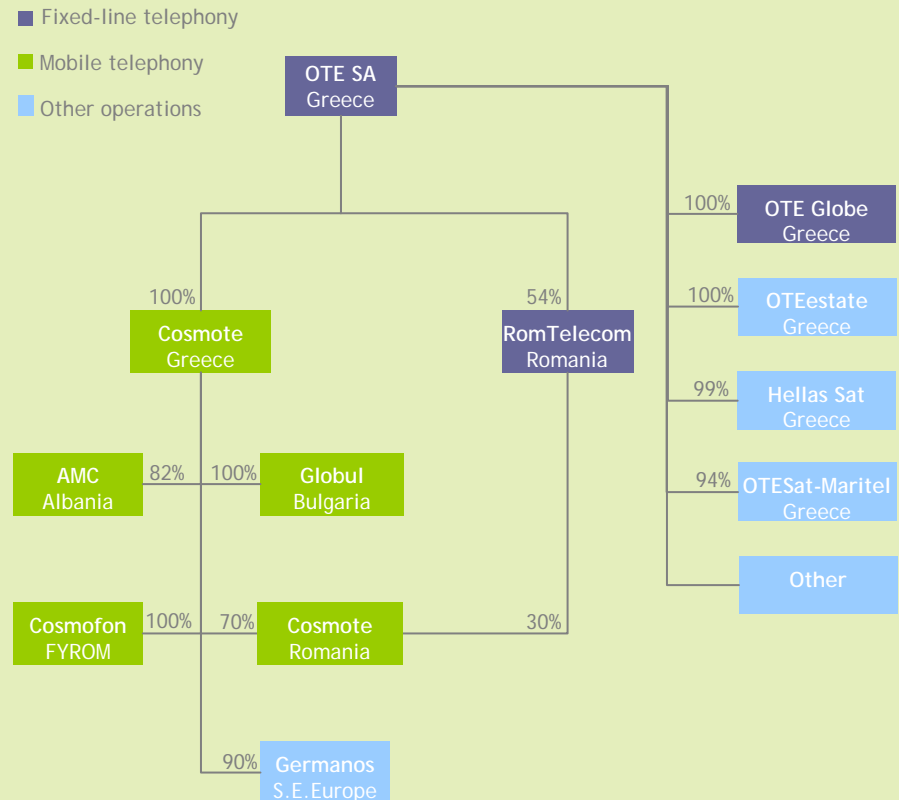 Fixed-line telephony
Mobile telephony
Other operations
OTE SA
Greece
100%
OTE Globe
Greece
100%
OTEestate
Greece
99%
Hellas Sat
Greece
94%
OTESat-Maritel
Greece
Other
100%
Cosmote
Greece
54%
RomTelecom
Romania
AMC
Albania
82%
100%
Globul
Bulgaria
Cosmofon
FYROM
100%
70%
Cosmote
Romania
30%
90%
Germanos
S.E.Europe